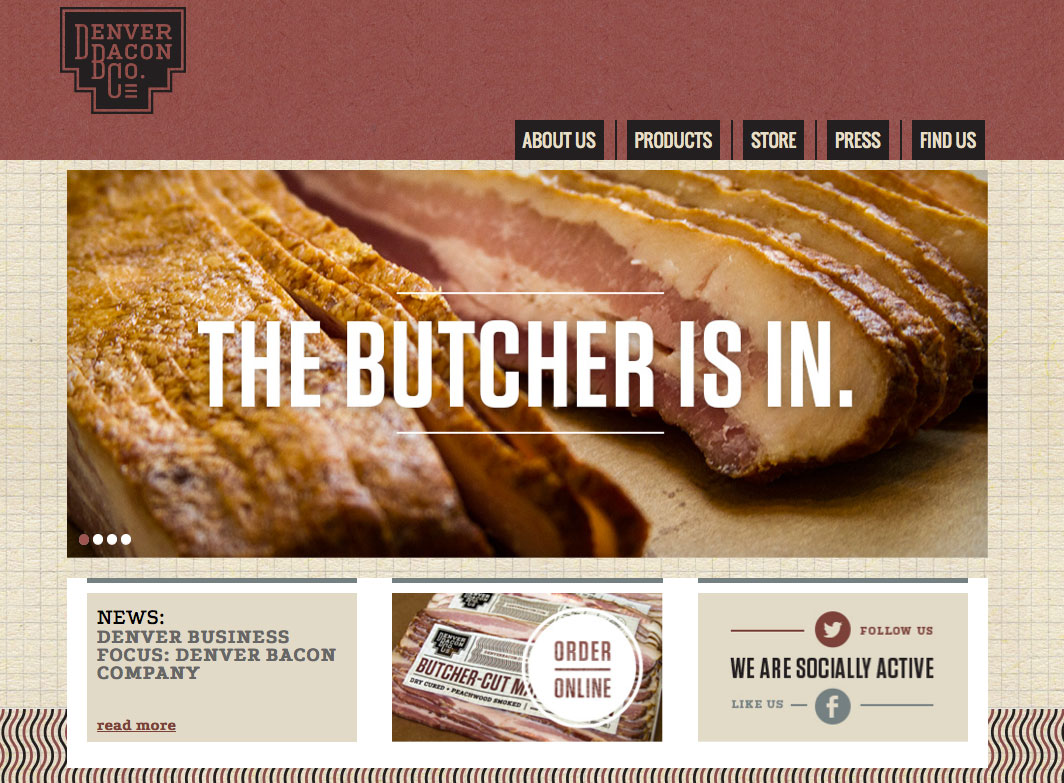 DENVER
BACON
CO.
ABOUT US
PRODUCTS
STORE
PRESS
FIND US
THE BUTCHER IS IN.
NEWS:
DENVER BUSINESS
FOCUS: DENVER BACON
COMPANY
read more
DENVER
BACON
CO.
BUTCHER-CUT
DRY CURED • PEACHWOOD SMOKED
ORDER
ONLINE
FOLLOW US
WE ARE SOCIALLY ACTIVE
LIKE US